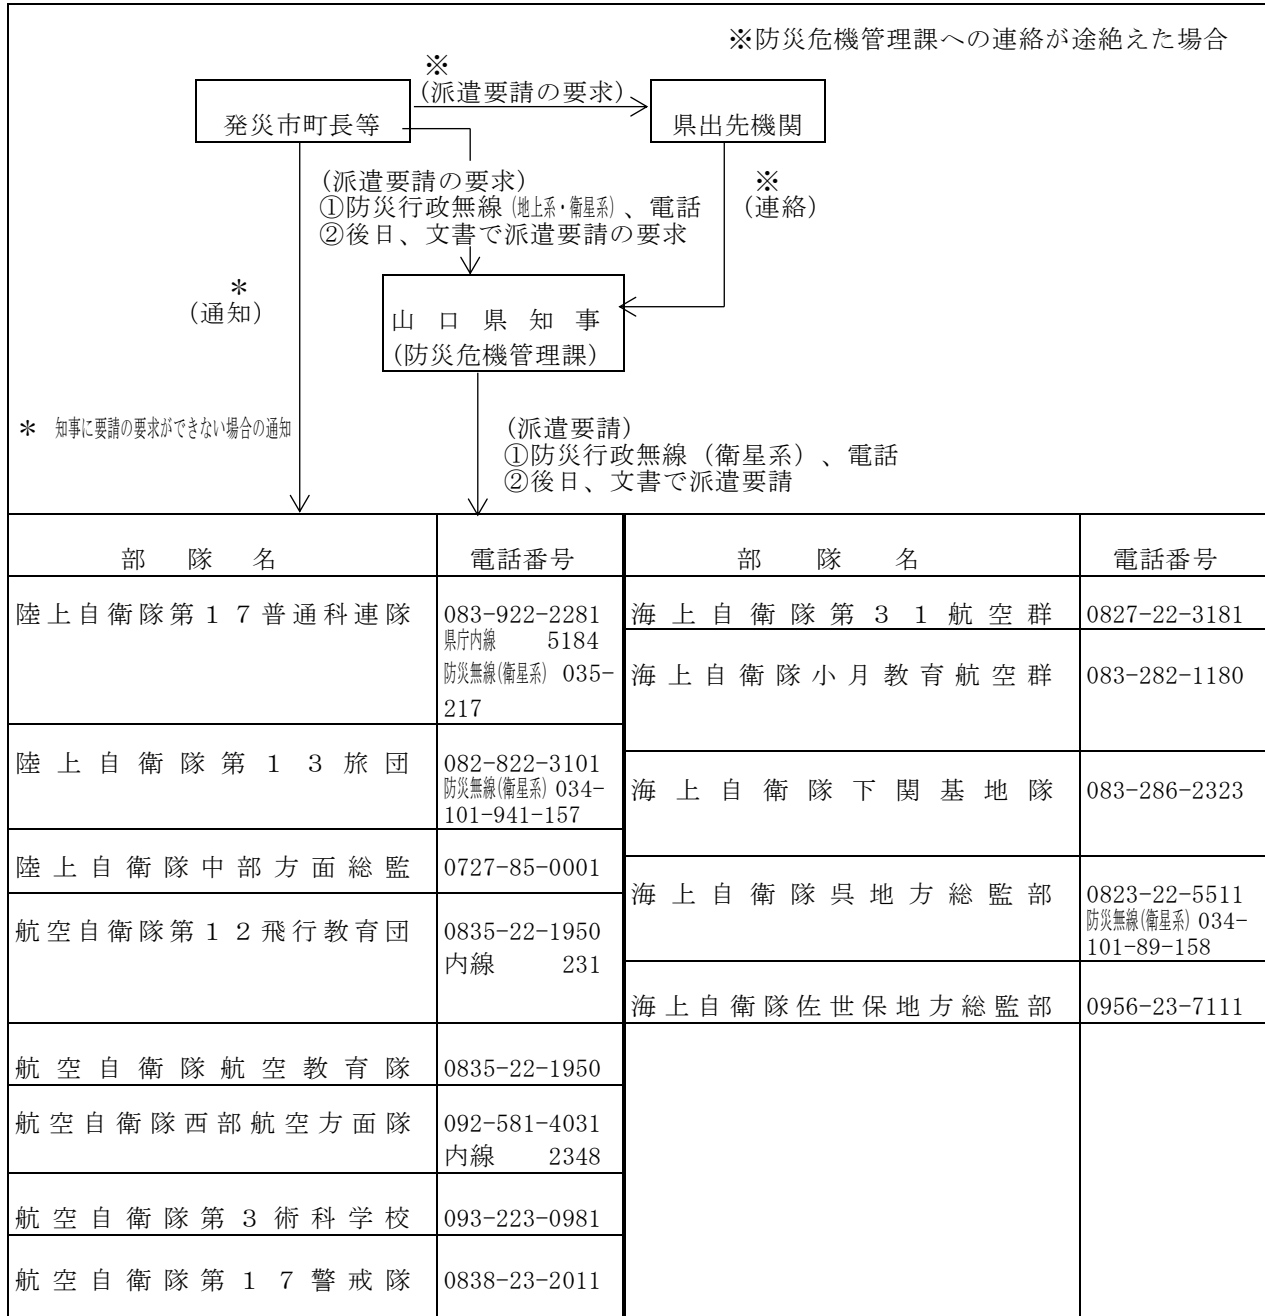 ※防災危機管理課への連絡が途絶えた場合
※
(派遣要請の要求)
発災市町長等
県出先機関
(派遣要請の要求)
①防災行政無線(地上系・衛星系)、電話
②後日、文書で派遣要請の要求
※
(連絡)
＊
(通知)
山口県知事
(防災危機管理課)
＊ 知事に要請の要求ができない場合の通知
(派遣要請)
①防災行政無線（衛星系）、電話
②後日、文書で派遣要請
部隊名 電話番号 部隊名 電話番号
陸上自衛隊第１７普通科連隊 083-922-2281
県庁内線 5184
防災無線(衛星系) 035-
217
陸上自衛隊第１３旅団 082-822-3101
防災無線(衛星系) 034-
101-941-157
陸上自衛隊中部方面総監 0727-85-0001
航空自衛隊第１２飛行教育団 0835-22-1950
内線 231
航空自衛隊航空教育隊 0835-22-1950
航空自衛隊西部航空方面隊 092-581-4031
内線 2348
航空自衛隊第３術科学校 093-223-0981
航空自衛隊第１７警戒隊 0838-23-2011
海上自衛隊第３１航空群 0827-22-3181
海上自衛隊小月教育航空群 083-282-1180
海上自衛隊下関基地隊 083-286-2323
海上自衛隊呉地方総監部 0823-22-5511
防災無線(衛星系) 034-
101-89-158
海上自衛隊佐世保地方総監部 0956-23-7111